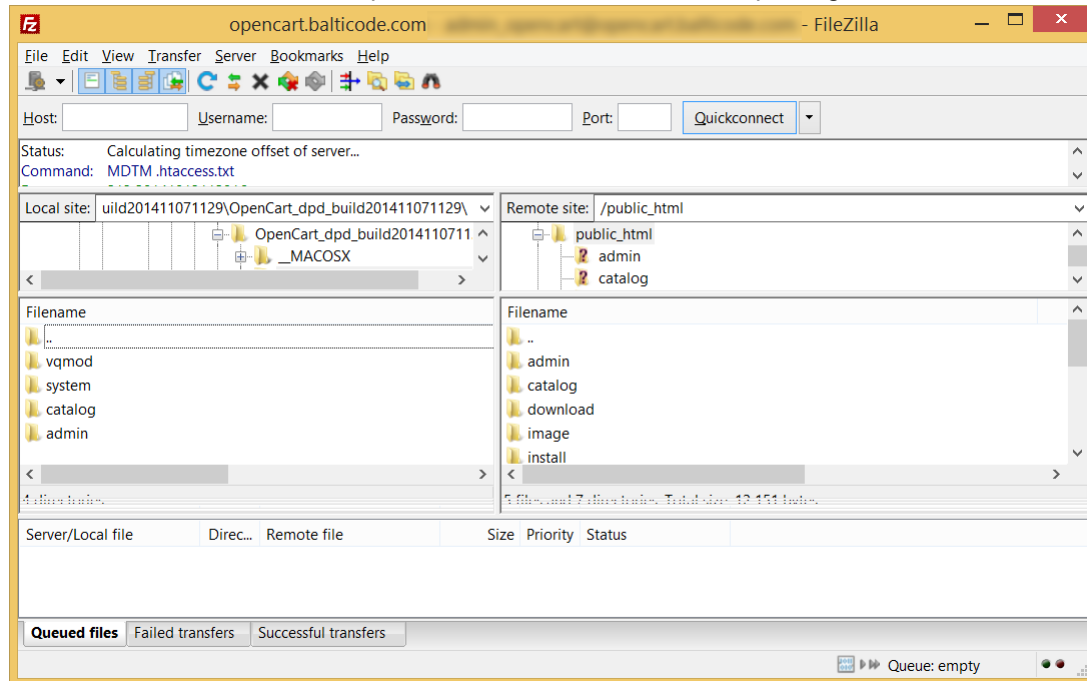 opencart.balticode.com - FileZilla
File Edit View Transfer Server Bookmarks Help
Host: Username: Password: Port: Quickconnect
Status: Calculating timezone offset of server...
Command: MDTM .htaccess.txt
Local site: uild201411071129\OpenCart_dpd_build201411071129\
Remote site: /public_html
OpenCart_dpd_build2014110711
__MACOSX
public_html
admin
catalog
Filename
..
vqmod
system
catalog
admin
Filename
..
admin
catalog
download
image
install
Server/Local file Direc... Remote file Size Priority Status
Queued files Failed transfers Successful transfers
Queue: empty